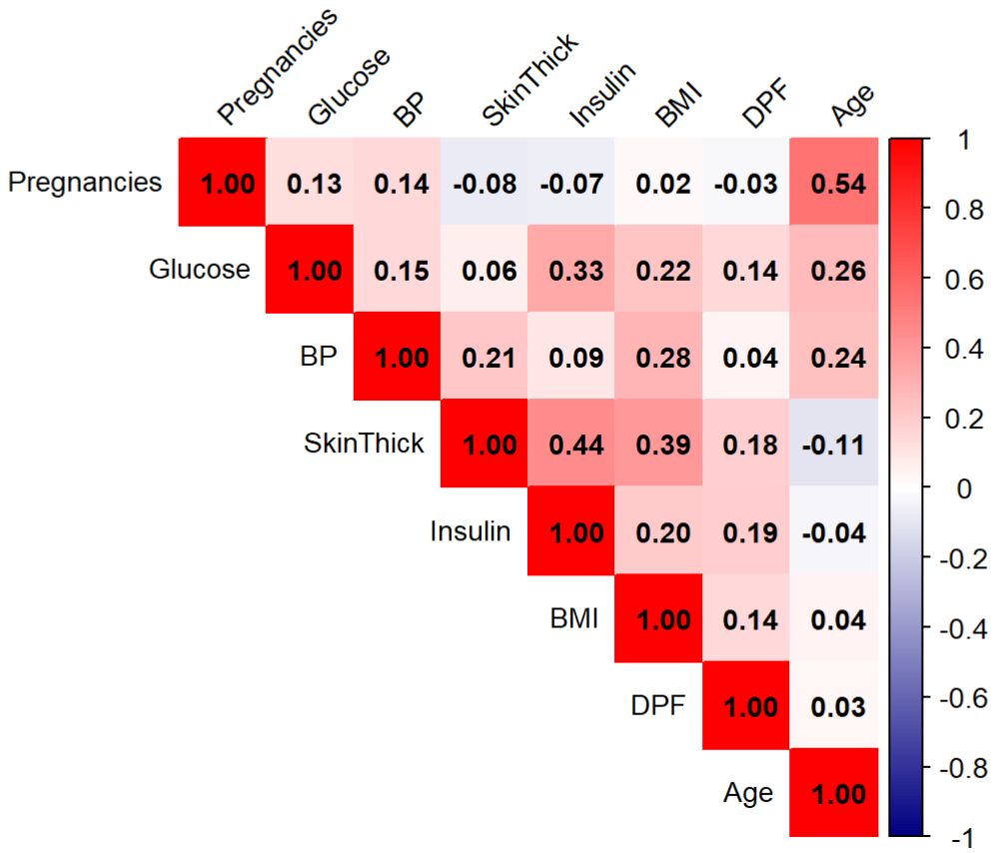 Pregnancies Glucose BP SkinThick Insulin BMI DPF Age
1
Pregnancies 1.00 0.13 0.14 -0.08 -0.07 0.02 -0.03 0.54
0.8
Glucose 1.00 0.15 0.06 0.33 0.22 0.14 0.26
0.6
BP 1.00 0.21 0.09 0.28 0.04 0.24
0.4
SkinThick 1.00 0.44 0.39 0.18 -0.11
0.2
0
Insulin 1.00 0.20 0.19 -0.04
-0.2
BMI 1.00 0.14 0.04
-0.4
DPF 1.00 0.03
-0.6
-0.8
Age 1.00
-1